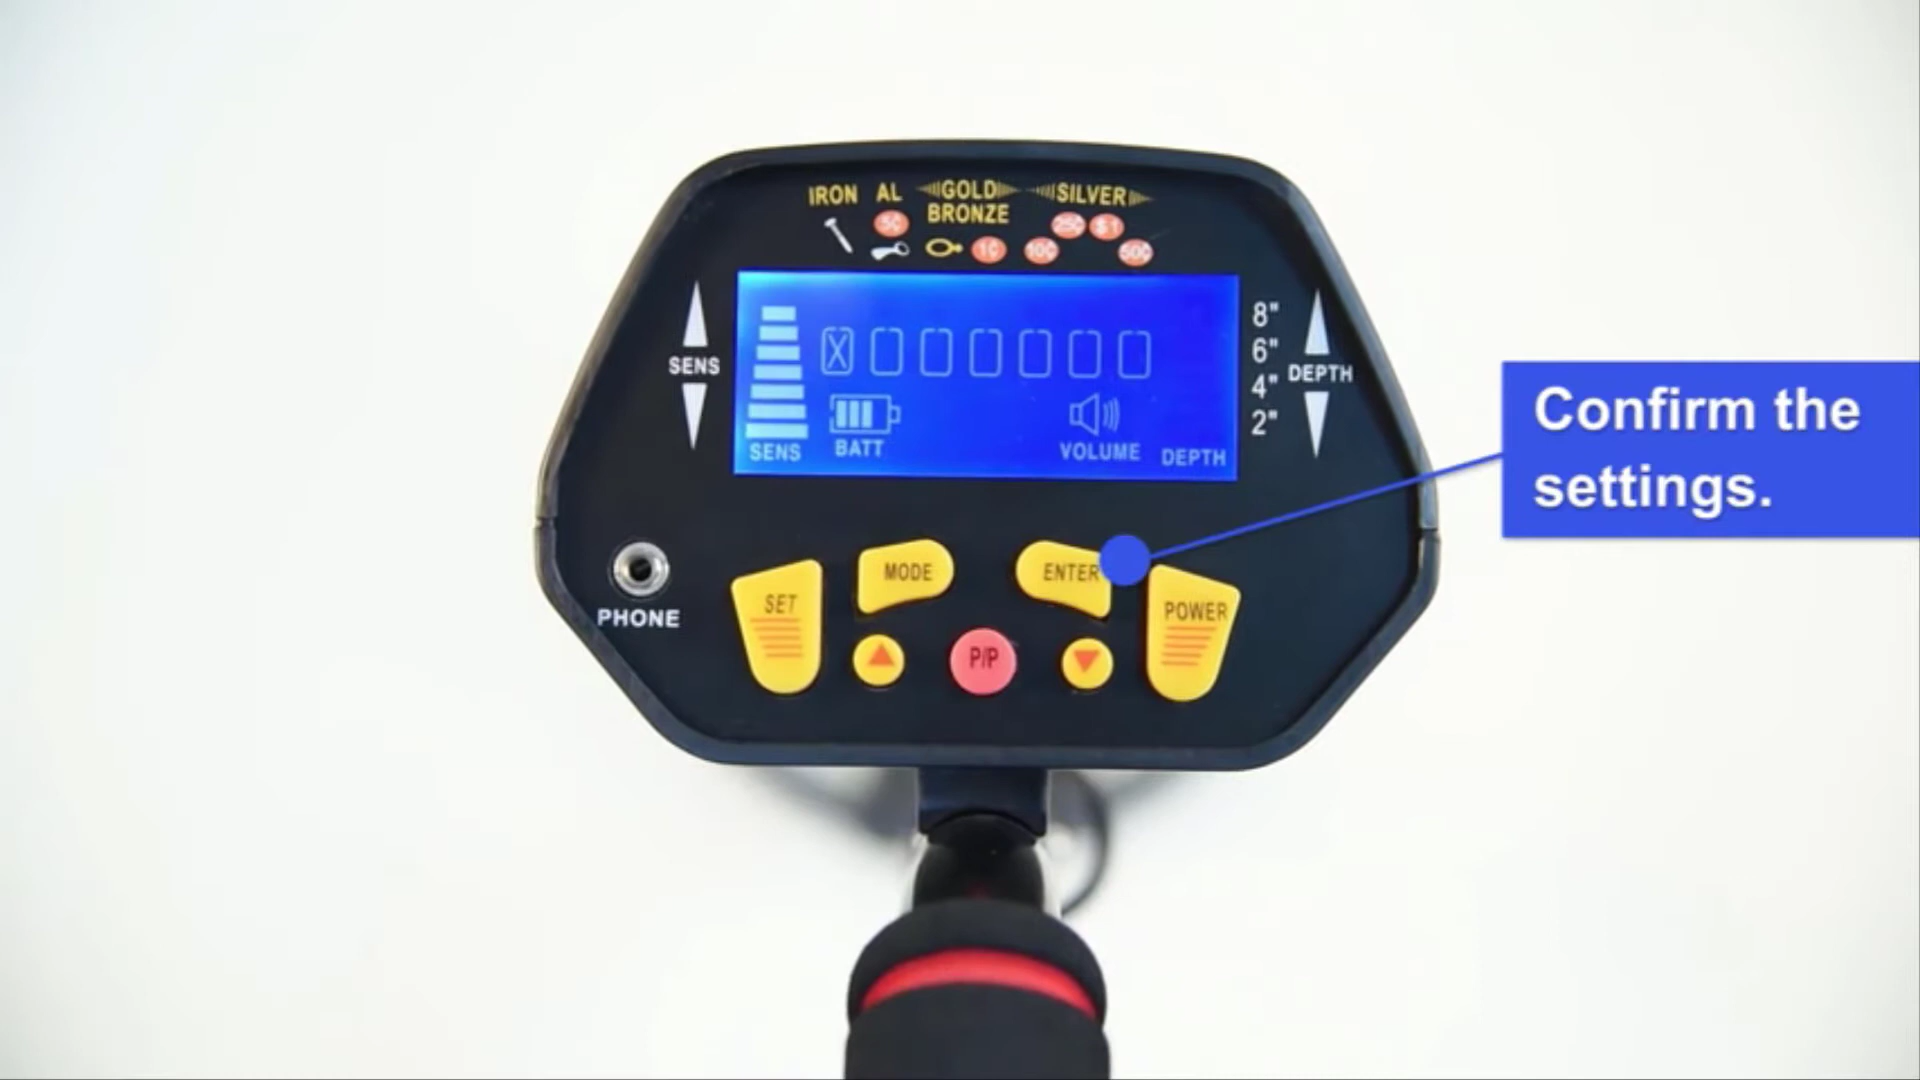 IRON AL GOLD SILVER
BRONZE
5¢ 25¢ $1
1¢ 10¢ 50¢
8"
6"
SENS
DEPTH
4"
2"
SENS BATT VOLUME DEPTH
Confirm the
settings.
MODE ENTER
SET POWER
PHONE
P/P